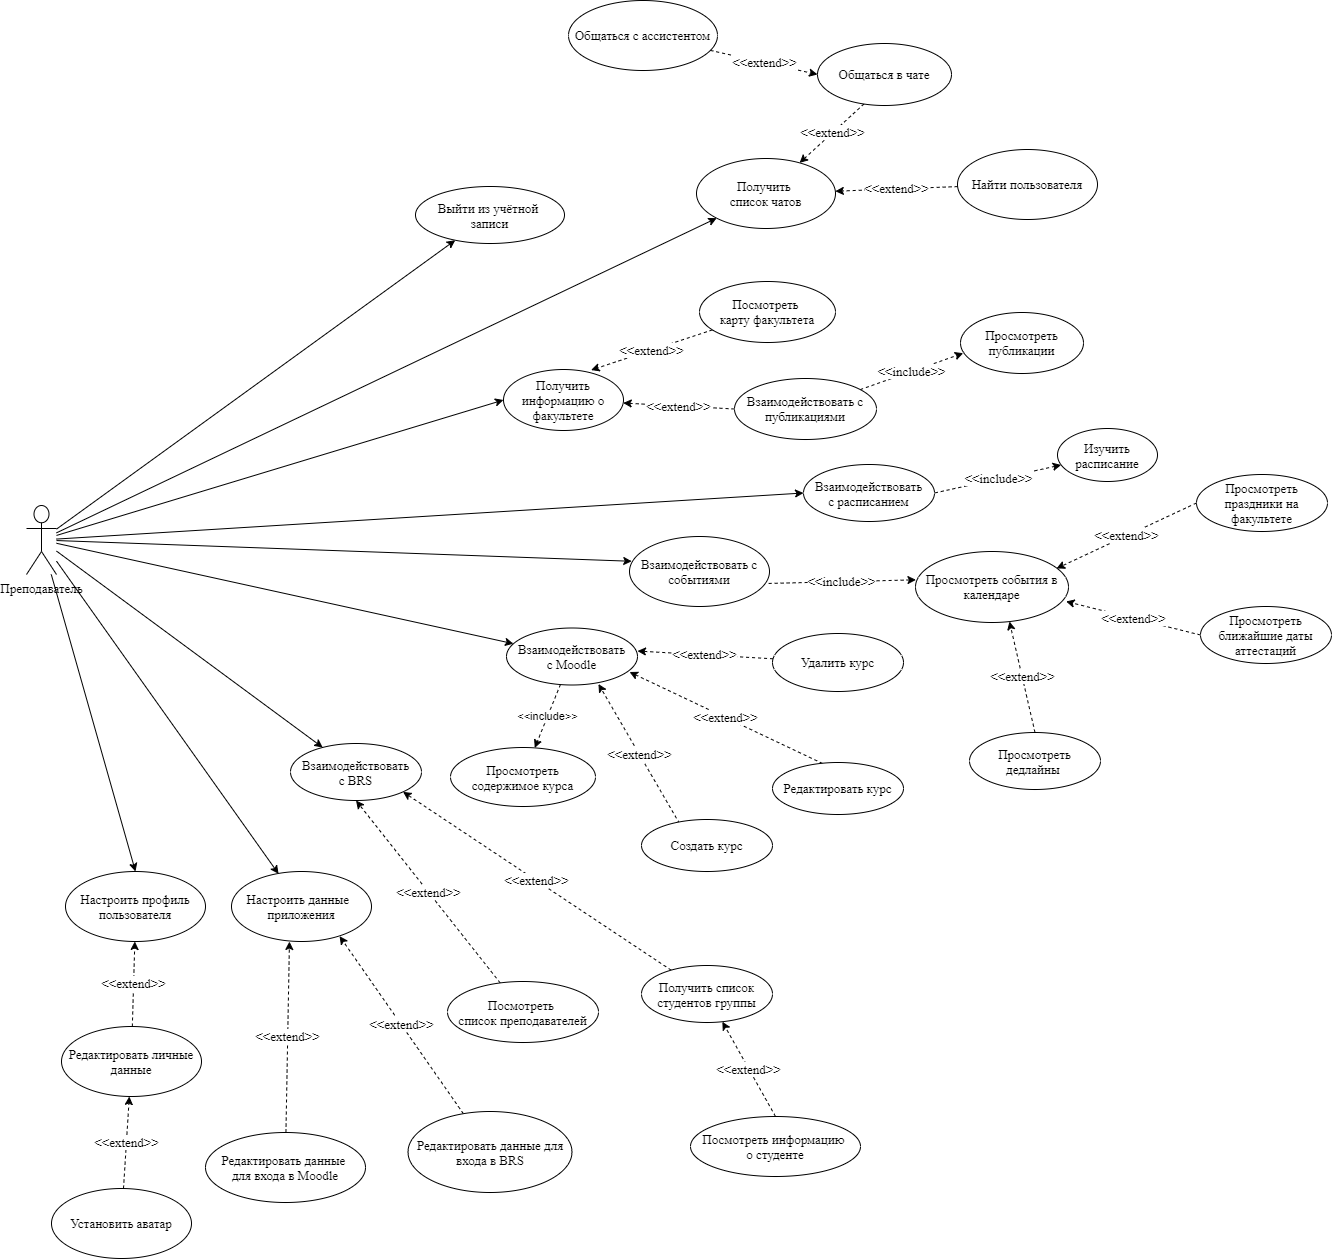 Общаться с ассистентом
<<extend>>
Общаться в чате
<<extend>>
Получить
список чатов
<<extend>>
Найти пользователя
Выйти из учётной
записи
Посмотреть
карту факультета
<<extend>>
Просмотреть
публикации
<<include>>
Получить
информацию о
факультете
<<extend>>
Взаимодействовать с
публикациями
Изучить
расписание
<<include>>
Взаимодействовать
с расписанием
Просмотреть
праздники на
факультете
<<extend>>
Преподаватель
Взаимодействовать с
событиями
<<include>>
Просмотреть события в
календаре
<<extend>>
Просмотреть
ближайшие даты
аттестаций
<<extend>>
Просмотреть
дедлайны
Взаимодействовать
с Moodle
<<extend>>
Удалить курс
<<include>>
<<extend>>
<<extend>>
Просмотреть
содержимое курса
Редактировать курс
Создать курс
Взаимодействовать
с BRS
<<extend>>
<<extend>>
Настроить профиль
пользователя
Настроить данные
приложения
<<extend>>
<<extend>>
<<extend>>
Посмотреть
список преподавателей
Получить список
студентов группы
<<extend>>
Редактировать личные
данные
<<extend>>
Редактировать данные
для входа в Moodle
Редактировать данные для
входа в BRS
Посмотреть информацию
о студенте
Установить аватар